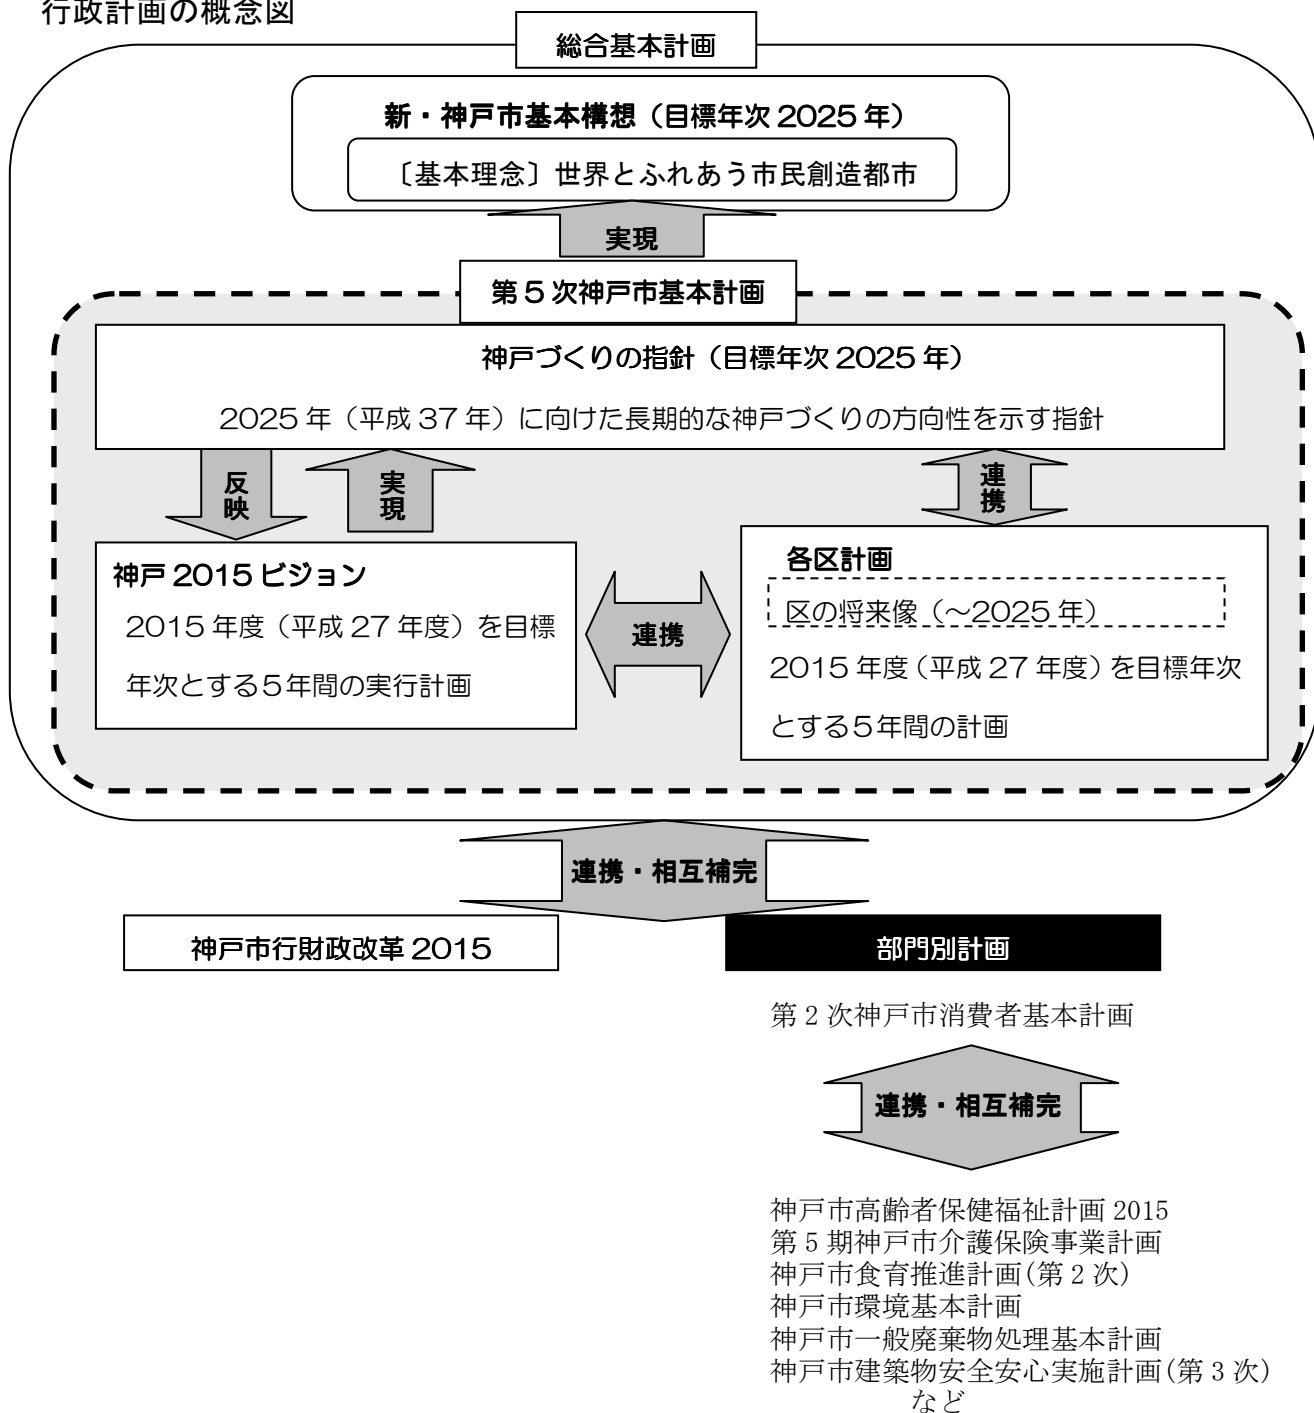 行政計画の概念図
総合基本計画
新・神戸市基本構想（目標年次 2025 年）
〔基本理念〕世界とふれあう市民創造都市
実現
第 5 次神戸市基本計画
神戸づくりの指針（目標年次 2025 年）
2025 年（平成 37 年）に向けた長期的な神戸づくりの方向性を示す指針
反映
実現
連携
神戸 2015 ビジョン
2015 年度（平成 27 年度）を目標
年次とする５年間の実行計画
連携
各区計画
区の将来像（～2025 年）
2015 年度（平成 27 年度）を目標年次
とする５年間の計画
連携・相互補完
神戸市行財政改革 2015
部門別計画
第 2 次神戸市消費者基本計画
連携・相互補完
神戸市高齢者保健福祉計画 2015
第 5 期神戸市介護保険事業計画
神戸市食育推進計画(第 2 次)
神戸市環境基本計画
神戸市一般廃棄物処理基本計画
神戸市建築物安全安心実施計画(第 3 次)
など